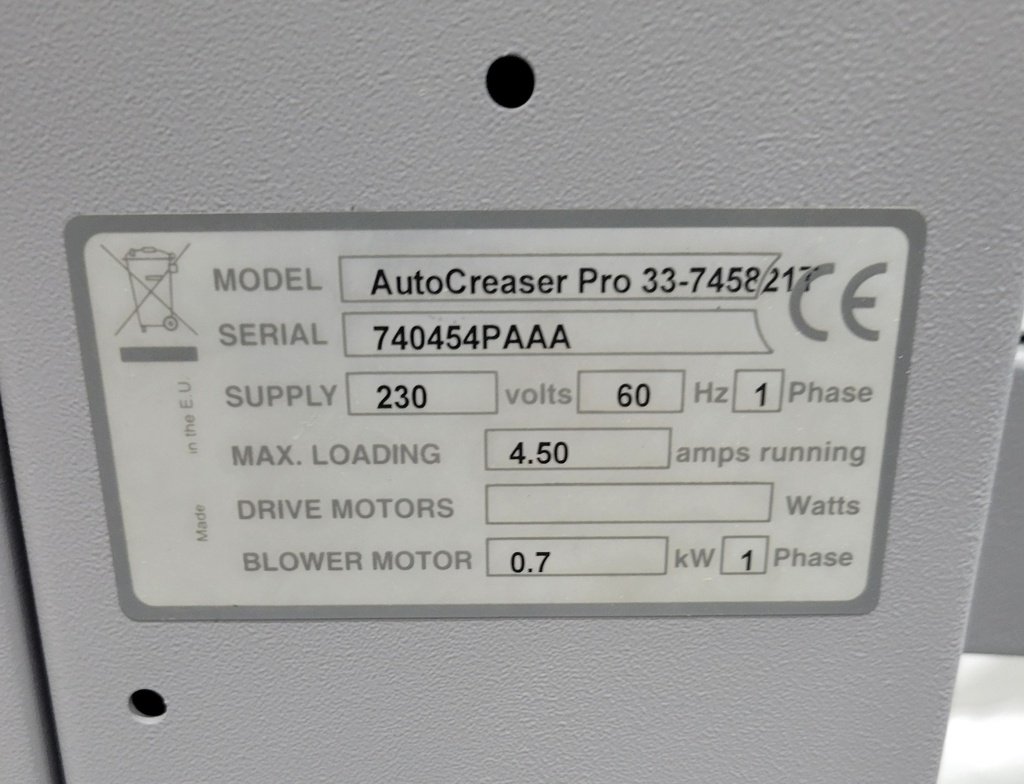 MODEL AutoCreaser Pro 33-7458217 CE
SERIAL 740454PAAA
SUPPLY 230 volts 60 Hz 1 Phase
MAX. LOADING 4.50 amps running
DRIVE MOTORS Watts
BLOWER MOTOR 0.7 kW 1 Phase
Made in the E.U